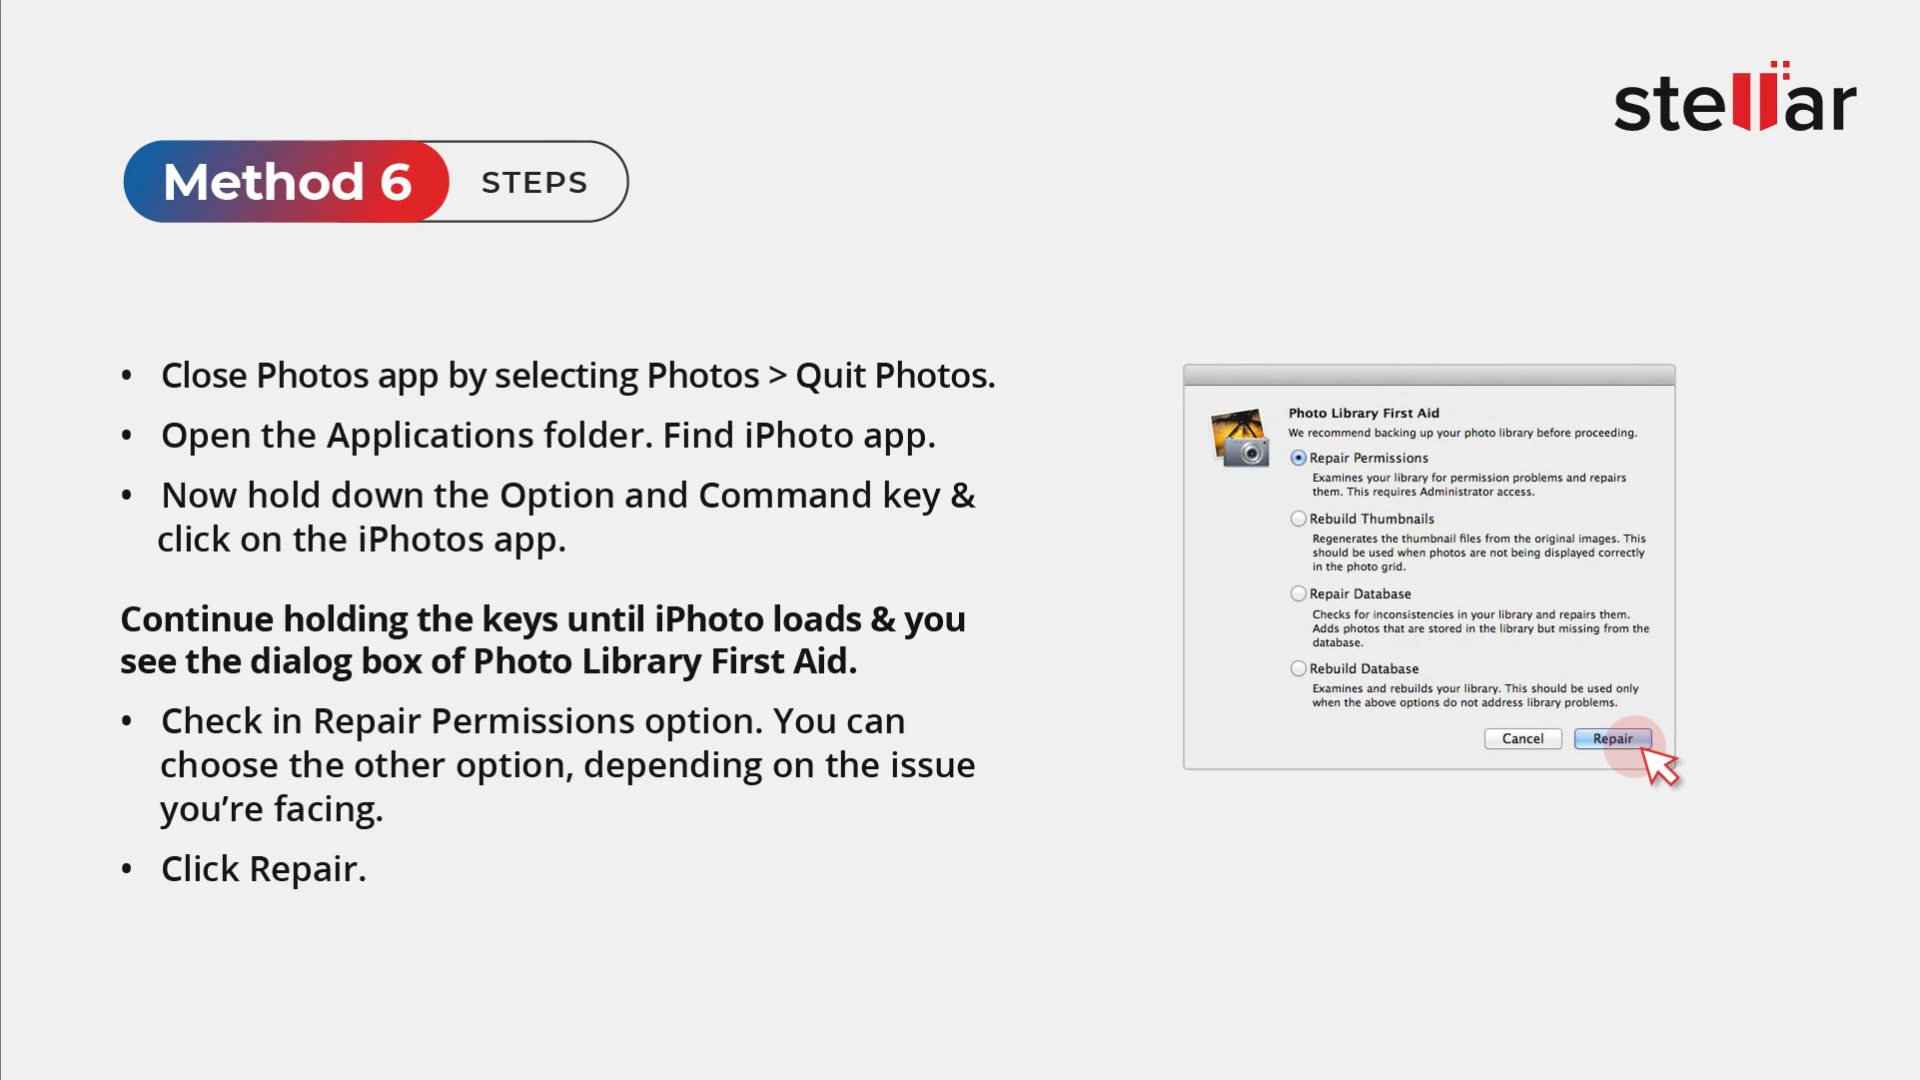 stellar
Method 6 STEPS
• Close Photos app by selecting Photos > Quit Photos.
• Open the Applications folder. Find iPhoto app.
• Now hold down the Option and Command key &
click on the iPhotos app.
Continue holding the keys until iPhoto loads & you
see the dialog box of Photo Library First Aid.
• Check in Repair Permissions option. You can
choose the other option, depending on the issue
you’re facing.
• Click Repair.
Photo Library First Aid
We recommend backing up your photo library before proceeding.
Repair Permissions
Examines your library for permission problems and repairs
them. This requires Administrator access.
Rebuild Thumbnails
Regenerates the thumbnail files from the original images. This
should be used when photos are not being displayed correctly
in the photo grid.
Repair Database
Checks for inconsistencies in your library and repairs them.
Adds photos that are stored in the library but missing from the
database.
Rebuild Database
Examines and rebuilds your library. This should be used only
when the above options do not address library problems.
Cancel Repair